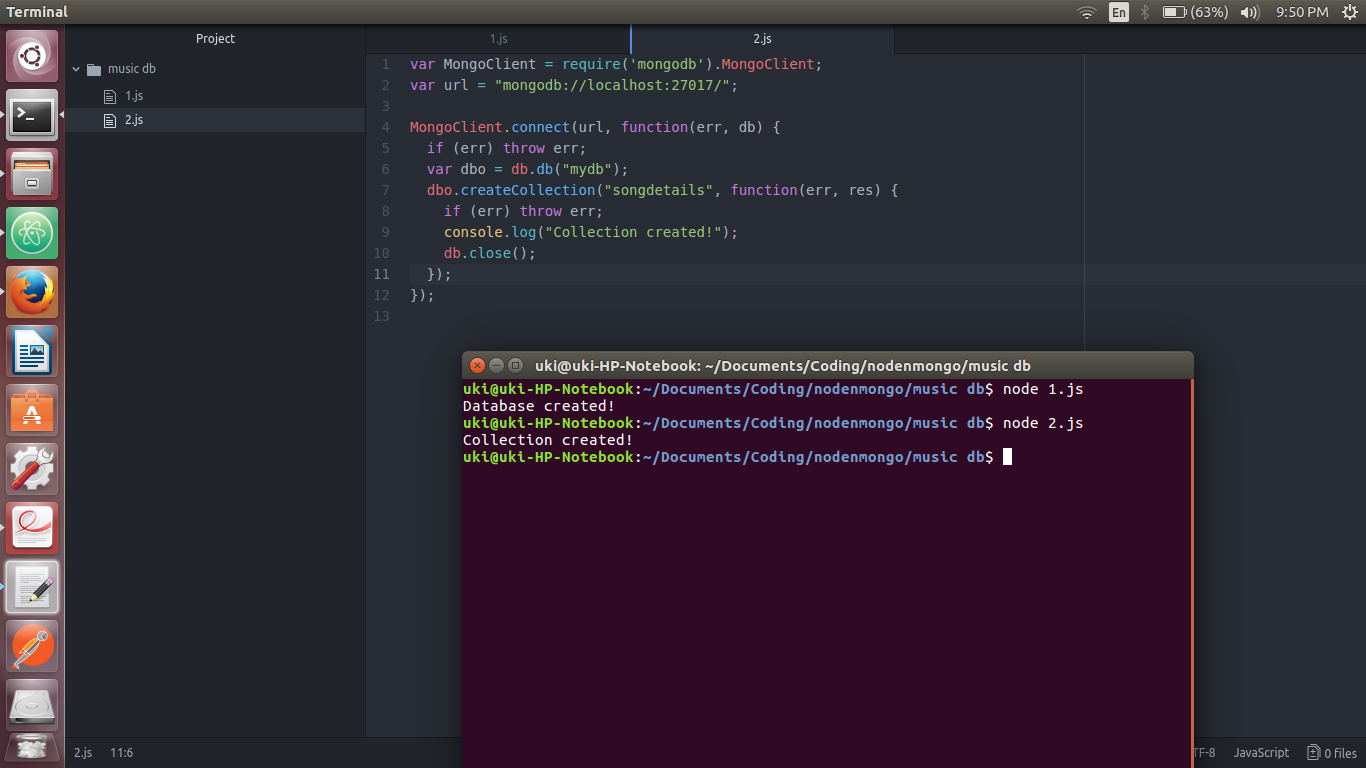 Terminal
En
(63%)
9:50 PM
Project
1.js
2.js
music db
1.js
2.js
1 var MongoClient = require('mongodb').MongoClient;
2 var url = "mongodb://localhost:27017/";
3
4 MongoClient.connect(url, function(err, db) {
5 if (err) throw err;
6 var dbo = db.db("mydb");
7 dbo.createCollection("songdetails", function(err, res) {
8 if (err) throw err;
9 console.log("Collection created!");
10 db.close();
11 });
12 });
13
uki@uki-HP-Notebook: ~/Documents/Coding/nodenmongo/music db
uki@uki-HP-Notebook:~/Documents/Coding/nodenmongo/music db$ node 1.js
Database created!
uki@uki-HP-Notebook:~/Documents/Coding/nodenmongo/music db$ node 2.js
Collection created!
uki@uki-HP-Notebook:~/Documents/Coding/nodenmongo/music db$
2.js 11:6
TF-8 JavaScript 0 files